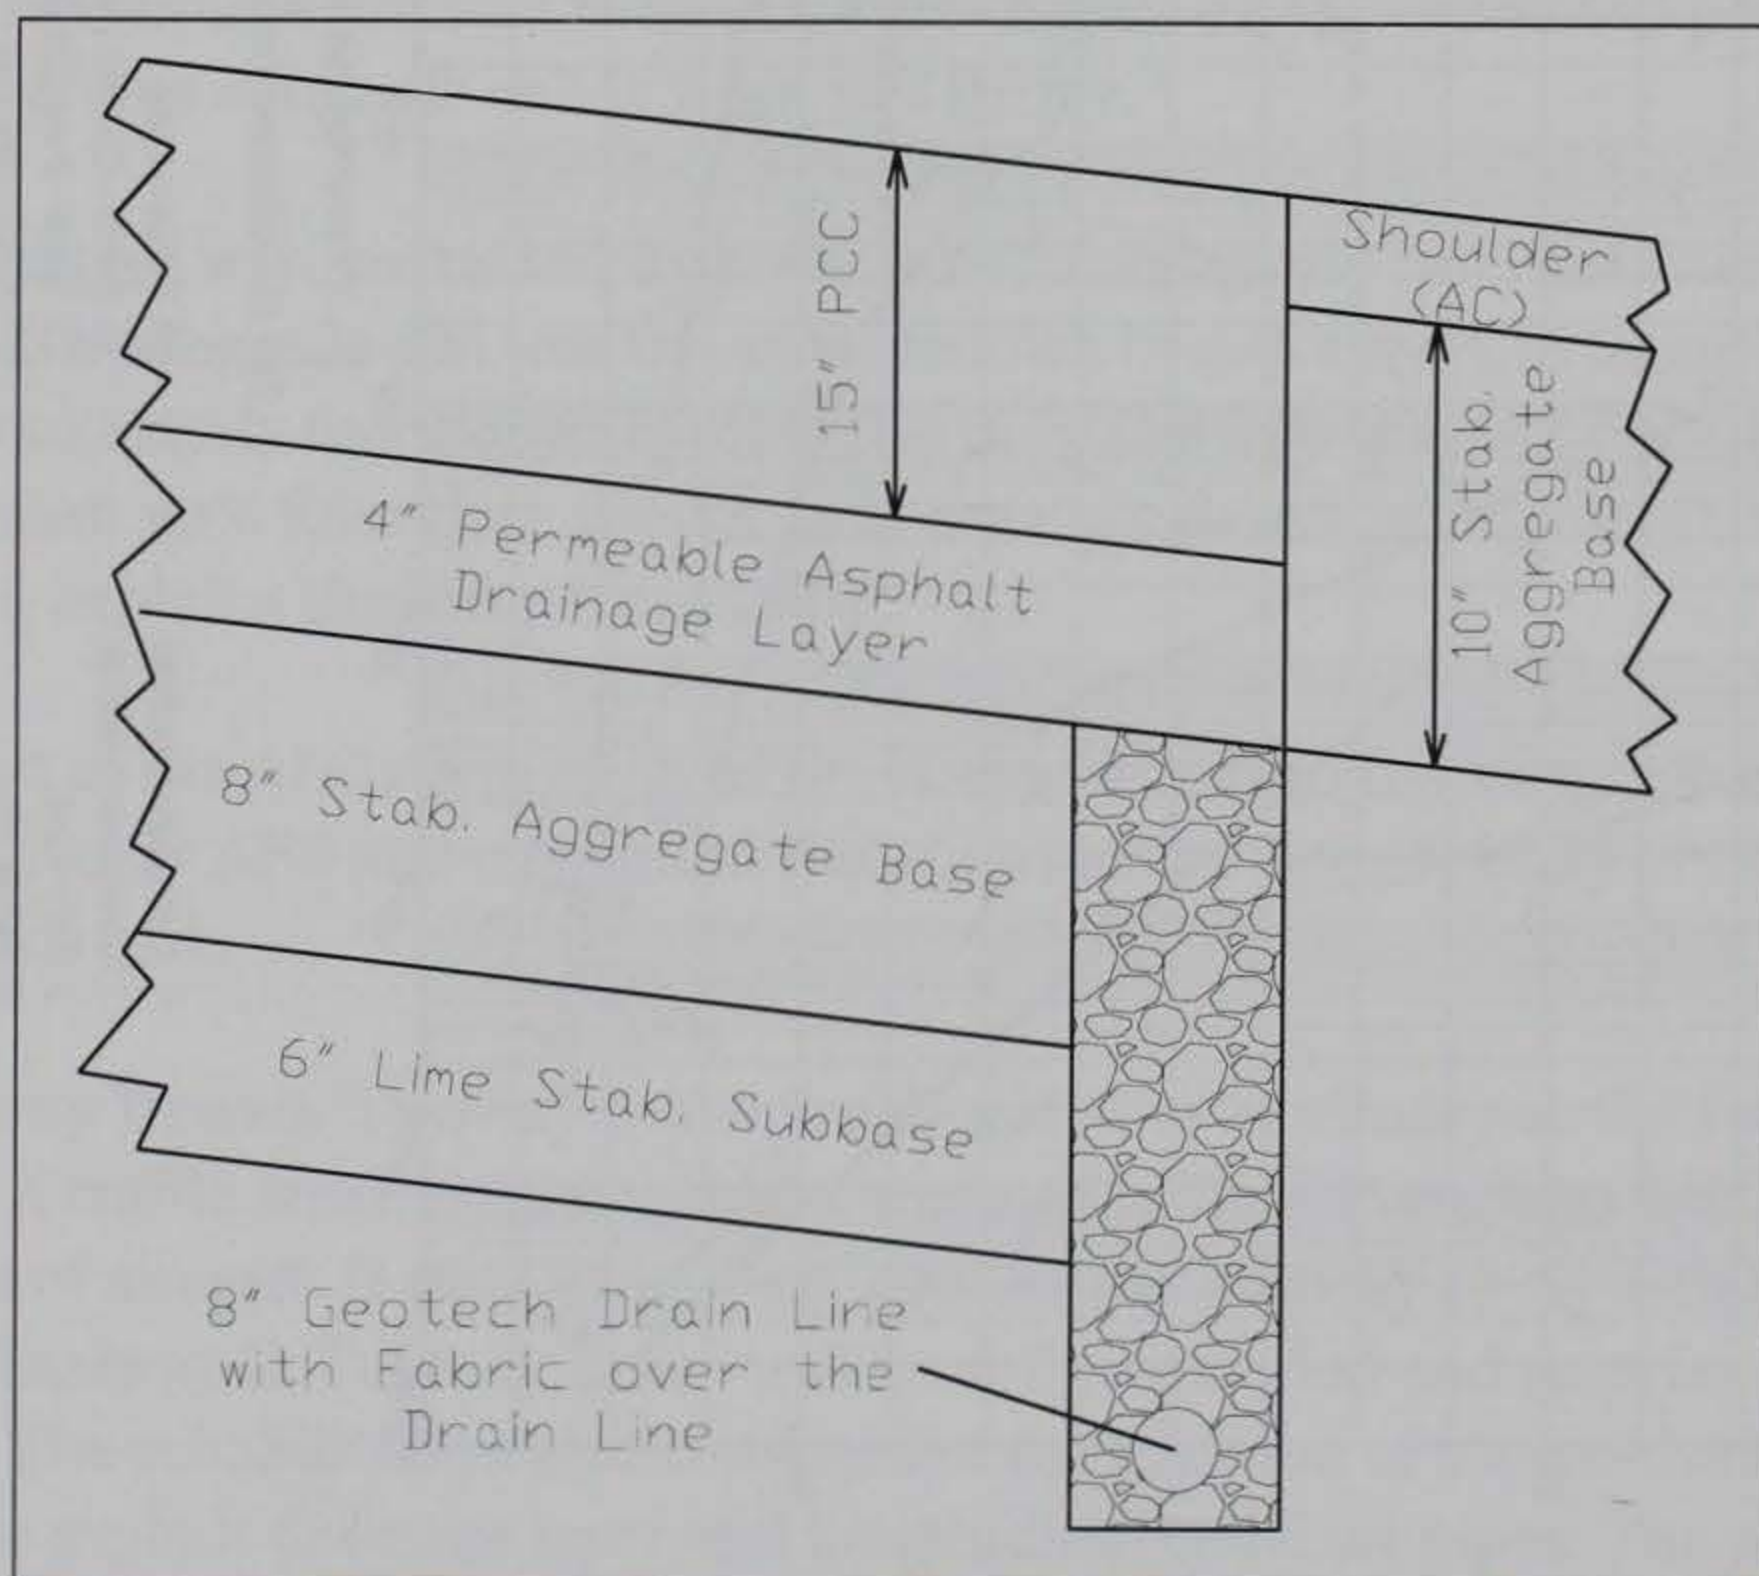 15" PCC
Shoulder
(AC)
10" Stab.
Aggregate
Base
4" Permeable Asphalt
Drainage Layer
8" Stab. Aggregate Base
6" Lime Stab. Subbase
8" Geotech Drain Line
with Fabric over the
Drain Line